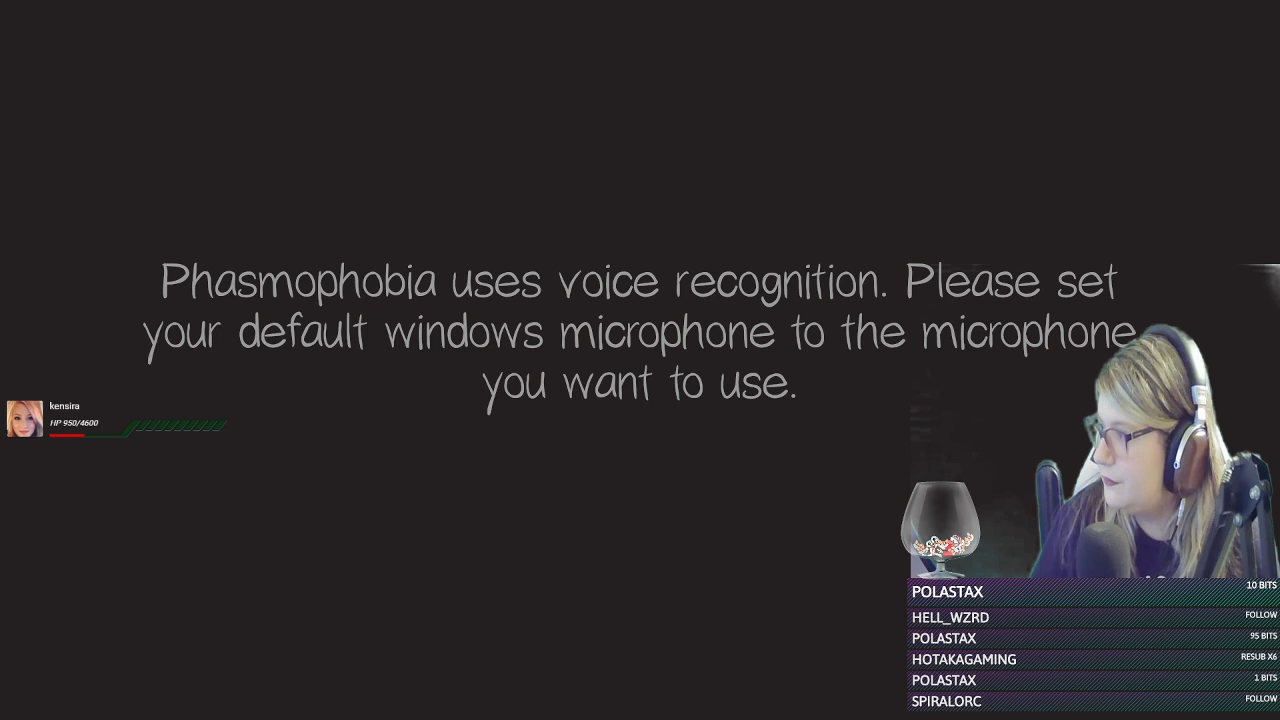 Phasmophobia uses voice recognition. Please set
your default windows microphone to the microphone
you want to use.
kensira
HP 950/4600
POLASTAX 10 BITS
HELL_WZRD FOLLOW
POLASTAX 95 BITS
HOTAKAGAMING RESUB X6
POLASTAX 1 BITS
SPIRALORC FOLLOW